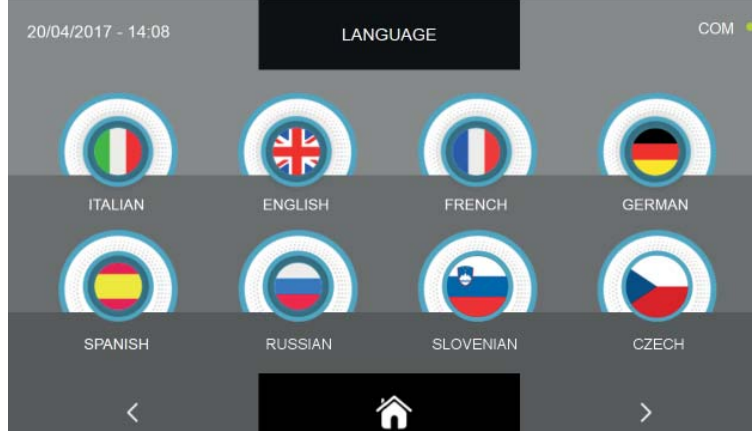 20/04/2017 - 14:08
LANGUAGE
COM
ITALIAN
ENGLISH
FRENCH
GERMAN
SPANISH
RUSSIAN
SLOVENIAN
CZECH